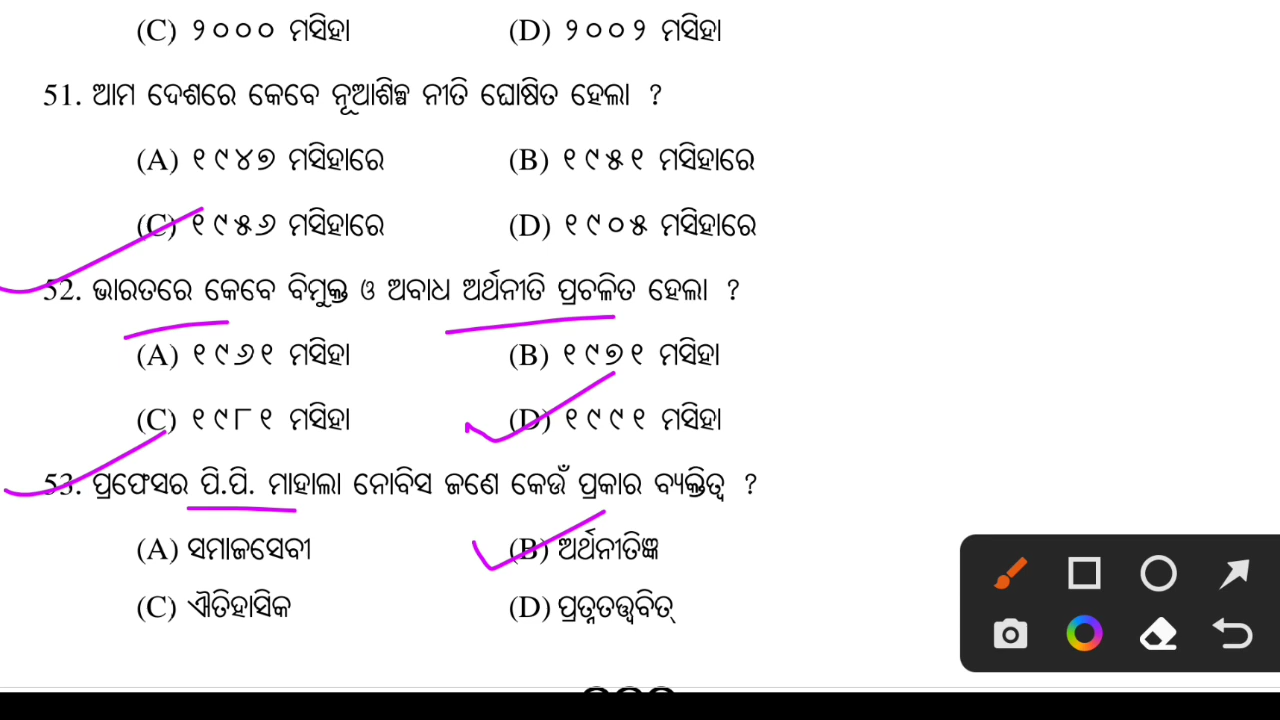 (C) ୨୦୦୦ ମସିହା (D) ୨୦୦୨ ମସିହା
51. ଆମ ଦେଶରେ କେବେ ନୂଆଶିଳ୍ପ ନୀତି ଘୋଷିତ ହେଲା ?
(A) ୧୯୪୭ ମସିହାରେ (B) ୧୯୫୧ ମସିହାରେ
(C) ୧୯୫୬ ମସିହାରେ (D) ୧୯୦୫ ମସିହାରେ
52. ଭାରତରେ କେବେ ବିମୁକ୍ତ ଓ ଅବାଧ ଅର୍ଥନୀତି ପ୍ରଚଳିତ ହେଲା ?
(A) ୧୯୬୧ ମସିହା (B) ୧୯୭୧ ମସିହା
(C) ୧୯୮୧ ମସିହା (D) ୧୯୯୧ ମସିହା
53. ପ୍ରଫେସର ପି.ପି. ମାହାଲା ନୋବିସ ଜଣେ କେଉଁ ପ୍ରକାର ବ୍ୟକ୍ତିତ୍ୱ ?
(A) ସମାଜସେବୀ (B) ଅର୍ଥନୀତିଜ୍ଞ
(C) ଐତିହାସିକ (D) ପ୍ରତ୍ନତତ୍ତ୍ୱବିତ୍